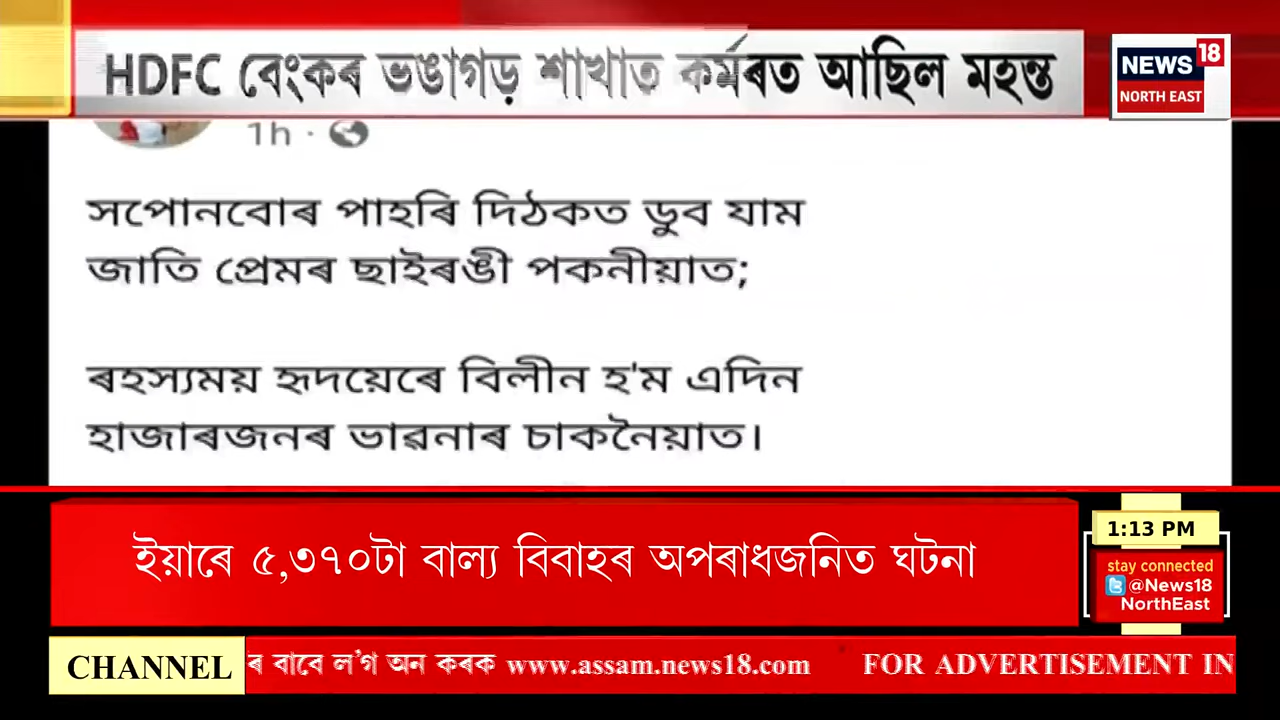 HDFC বেংকৰ ভঙাগড় শাখাত কৰ্মৰত আছিল মহন্ত
NEWS 18
NORTH EAST
1h ·
সপোনবোৰ পাহৰি দিঠকত ডুব যাম
জাতি প্ৰেমৰ ছাইৰঙী পকনীয়াত;
ৰহস্যময় হৃদয়েৰে বিলীন হ'ম এদিন
হাজাৰজনৰ ভাৱনাৰ চাকনৈয়াত।
ইয়াৰে ৫,৩৭০টা বাল্য বিবাহৰ অপৰাধজনিত ঘটনা
1:13 PM
stay connected
@News18
NorthEast
CHANNEL
ৰ বাবে ল'গ অন কৰক www.assam.news18.com FOR ADVERTISEMENT IN